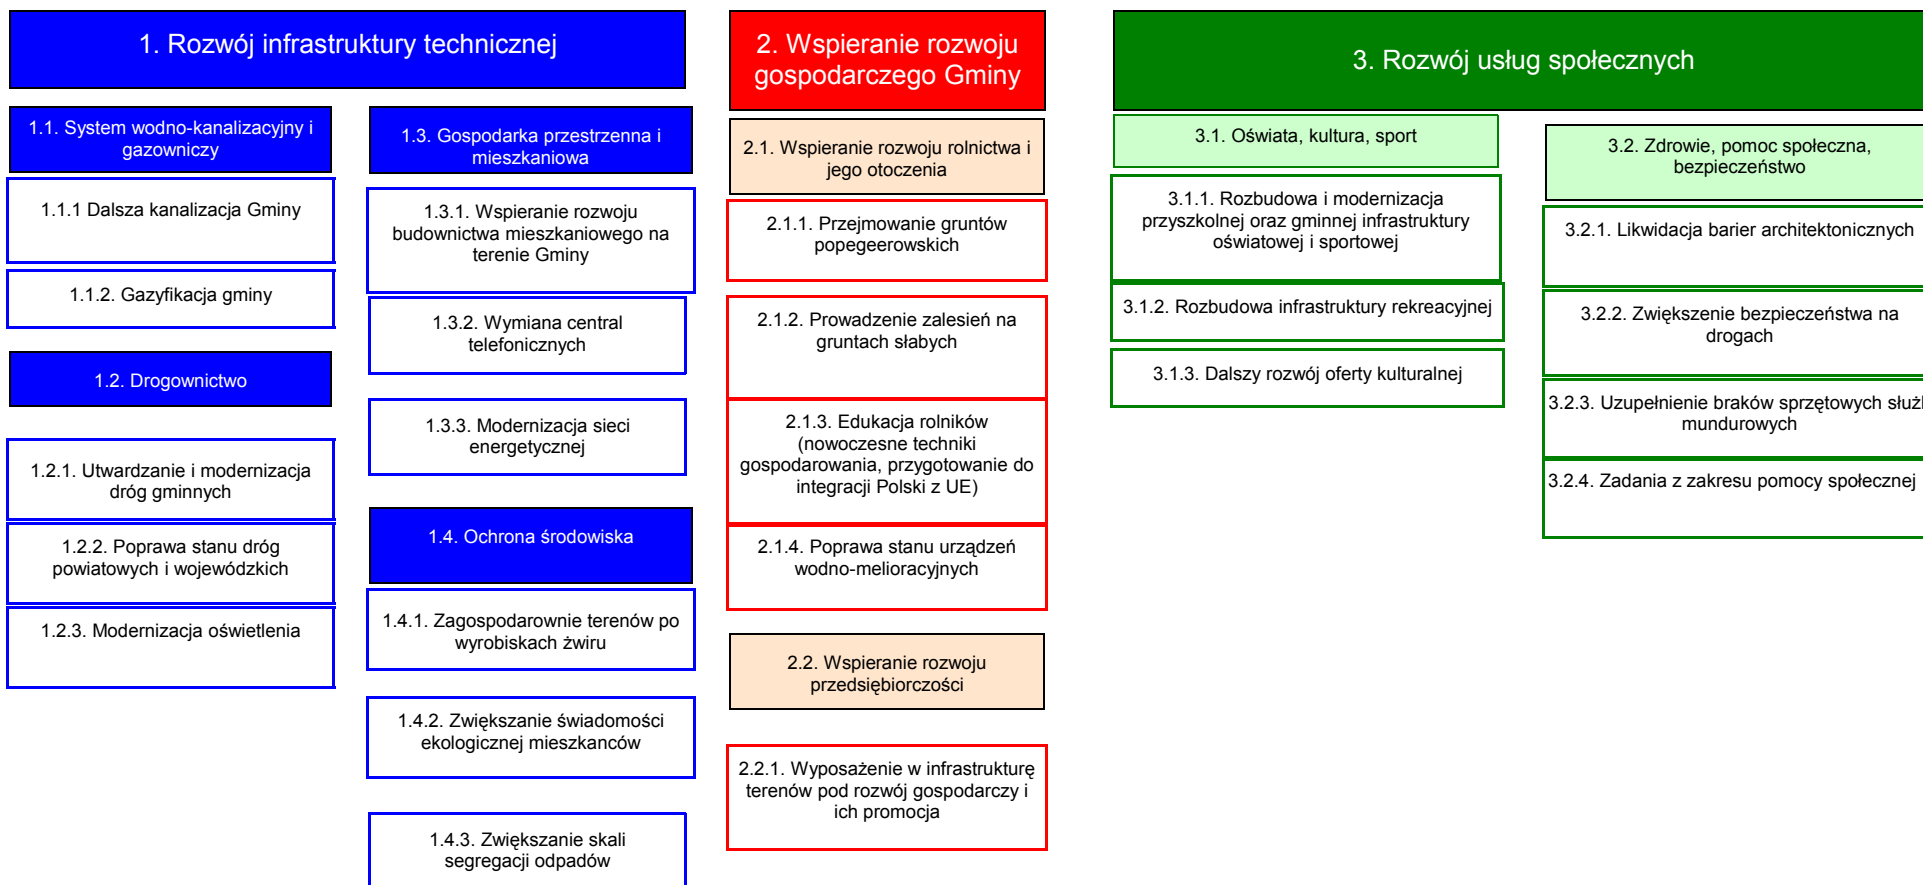 1. Rozwój infrastruktury technicznej
1.1. System wodno-kanalizacyjny i
gazowniczy
1.1.1 Dalsza kanalizacja Gminy
1.1.2. Gazyfikacja gminy
1.2. Drogownictwo
1.2.1. Utwardzanie i modernizacja
dróg gminnych
1.2.2. Poprawa stanu dróg
powiatowych i wojewódzkich
1.2.3. Modernizacja oświetlenia
1.3. Gospodarka przestrzenna i
mieszkaniowa
1.3.1. Wspieranie rozwoju
budownictwa mieszkaniowego na
terenie Gminy
1.3.2. Wymiana central
telefonicznych
1.3.3. Modernizacja sieci
energetycznej
1.4. Ochrona środowiska
1.4.1. Zagospodarownie terenów po
wyrobiskach żwiru
1.4.2. Zwiększanie świadomości
ekologicznej mieszkanców
1.4.3. Zwiększanie skali
segregacji odpadów
2. Wspieranie rozwoju
gospodarczego Gminy
2.1. Wspieranie rozwoju rolnictwa i
jego otoczenia
2.1.1. Przejmowanie gruntów
popegeerowskich
2.1.2. Prowadzenie zalesień na
gruntach słabych
2.1.3. Edukacja rolników
(nowoczesne techniki
gospodarowania, przygotowanie do
integracji Polski z UE)
2.1.4. Poprawa stanu urządzeń
wodno-melioracyjnych
2.2. Wspieranie rozwoju
przedsiębiorczości
2.2.1. Wyposażenie w infrastrukturę
terenów pod rozwój gospodarczy i
ich promocja
3. Rozwój usług społecznych
3.1. Oświata, kultura, sport
3.1.1. Rozbudowa i modernizacja
przyszkolnej oraz gminnej infrastruktury
oświatowej i sportowej
3.1.2. Rozbudowa infrastruktury rekreacyjnej
3.1.3. Dalszy rozwój oferty kulturalnej
3.2. Zdrowie, pomoc społeczna,
bezpieczeństwo
3.2.1. Likwidacja barier architektonicznych
3.2.2. Zwiększenie bezpieczeństwa na
drogach
3.2.3. Uzupełnienie braków sprzętowych
mundurowych
3.2.4. Zadania z zakresu pomocy społecznej